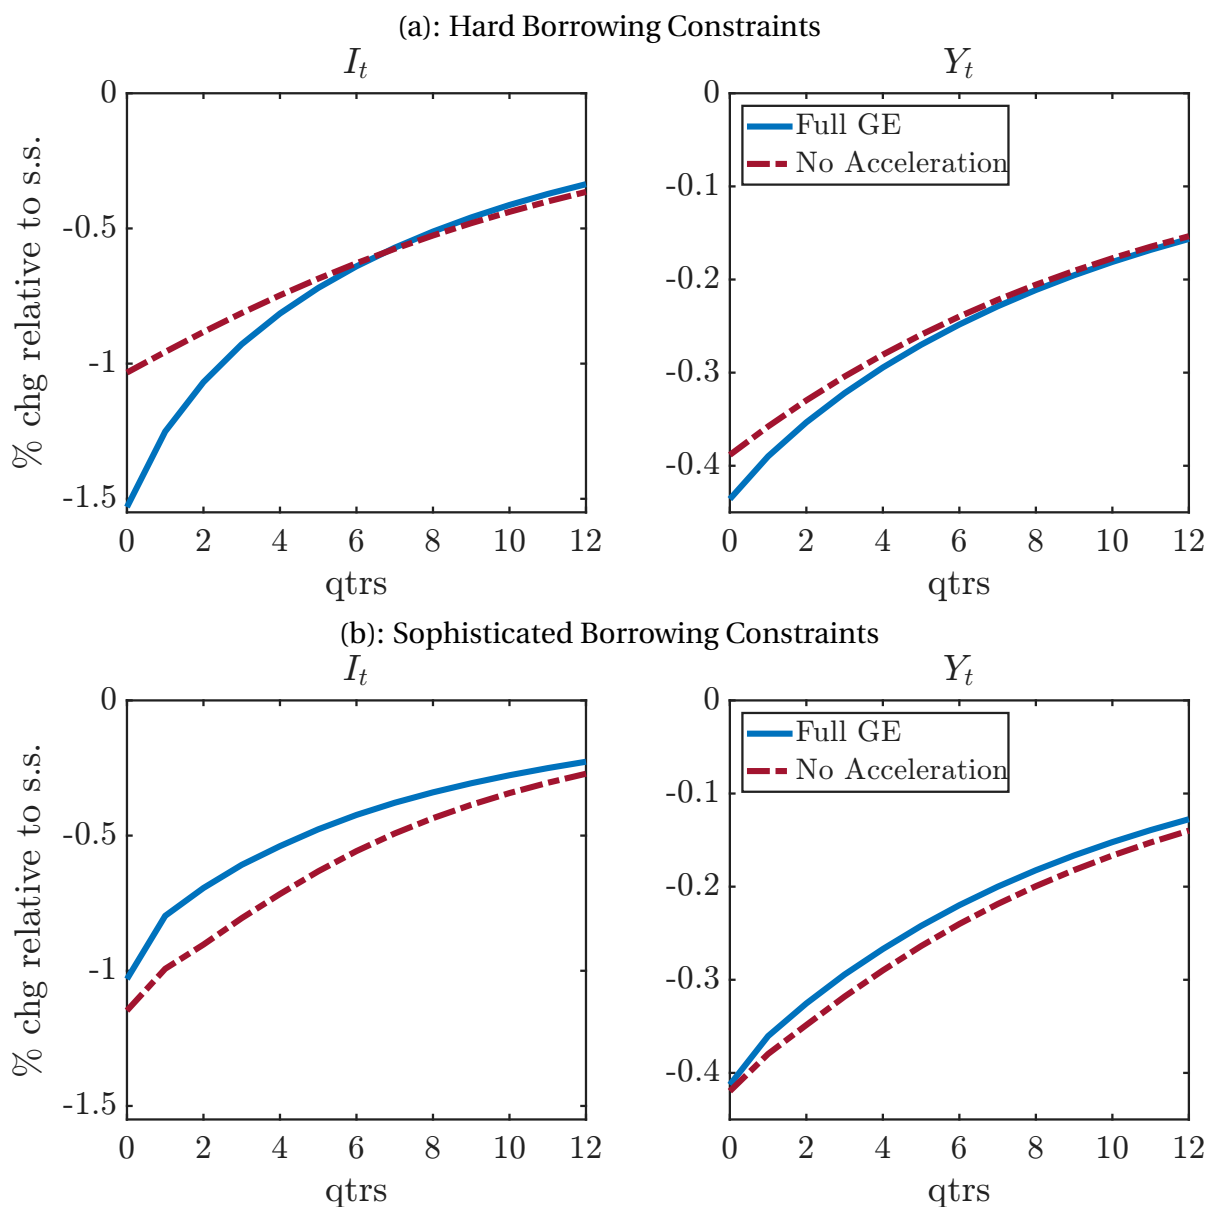 (a): Hard Borrowing Constraints
I_t
Y_t
% chg relative to s.s.
0
-0.5
-1
-1.5
0 2 4 6 8 10 12
qtrs
0
-0.1
-0.2
-0.3
-0.4
Full GE
No Acceleration
0 2 4 6 8 10 12
qtrs
(b): Sophisticated Borrowing Constraints
I_t
Y_t
% chg relative to s.s.
0
-0.5
-1
-1.5
0 2 4 6 8 10 12
qtrs
0
-0.1
-0.2
-0.3
-0.4
Full GE
No Acceleration
0 2 4 6 8 10 12
qtrs